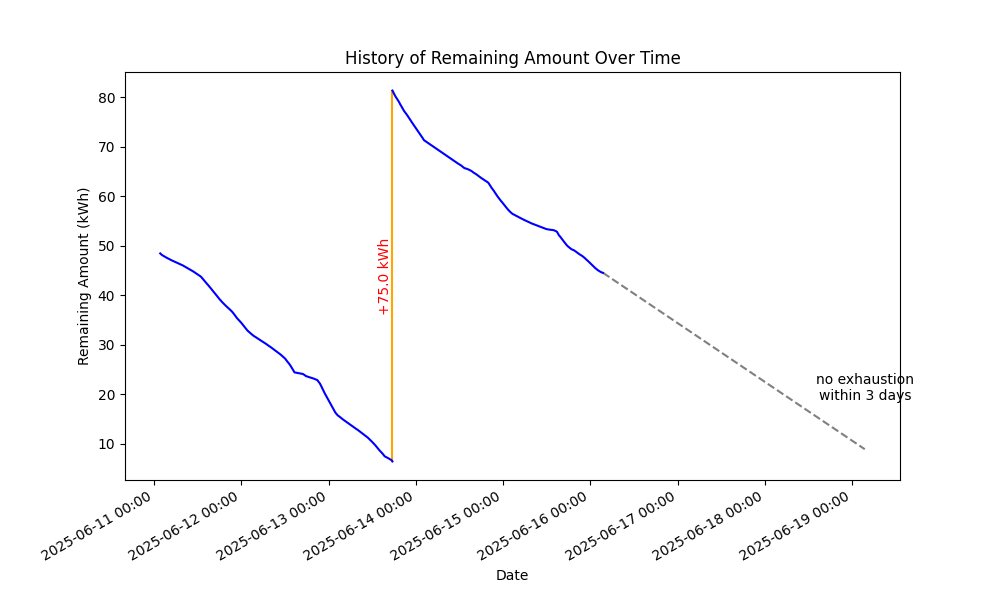 History of Remaining Amount Over Time
Remaining Amount (kWh)
80
70
60
50
40
30
20
10
+75.0 kWh
no exhaustion
within 3 days
2025-06-11 00:00
2025-06-12 00:00
2025-06-13 00:00
2025-06-14 00:00
2025-06-15 00:00
2025-06-16 00:00
2025-06-17 00:00
2025-06-18 00:00
2025-06-19 00:00
Date